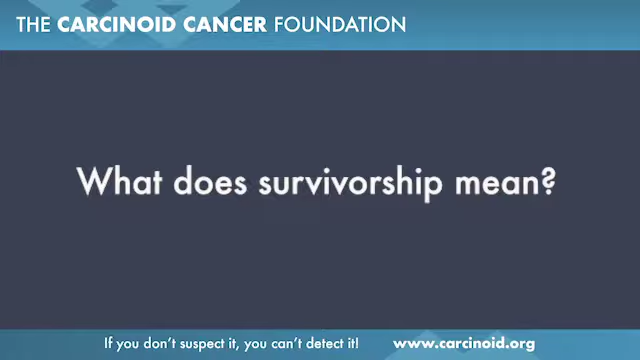 THE CARCINOID CANCER FOUNDATION
What does survivorship mean?
If you don't suspect it, you can't detect it! www.carcinoid.org